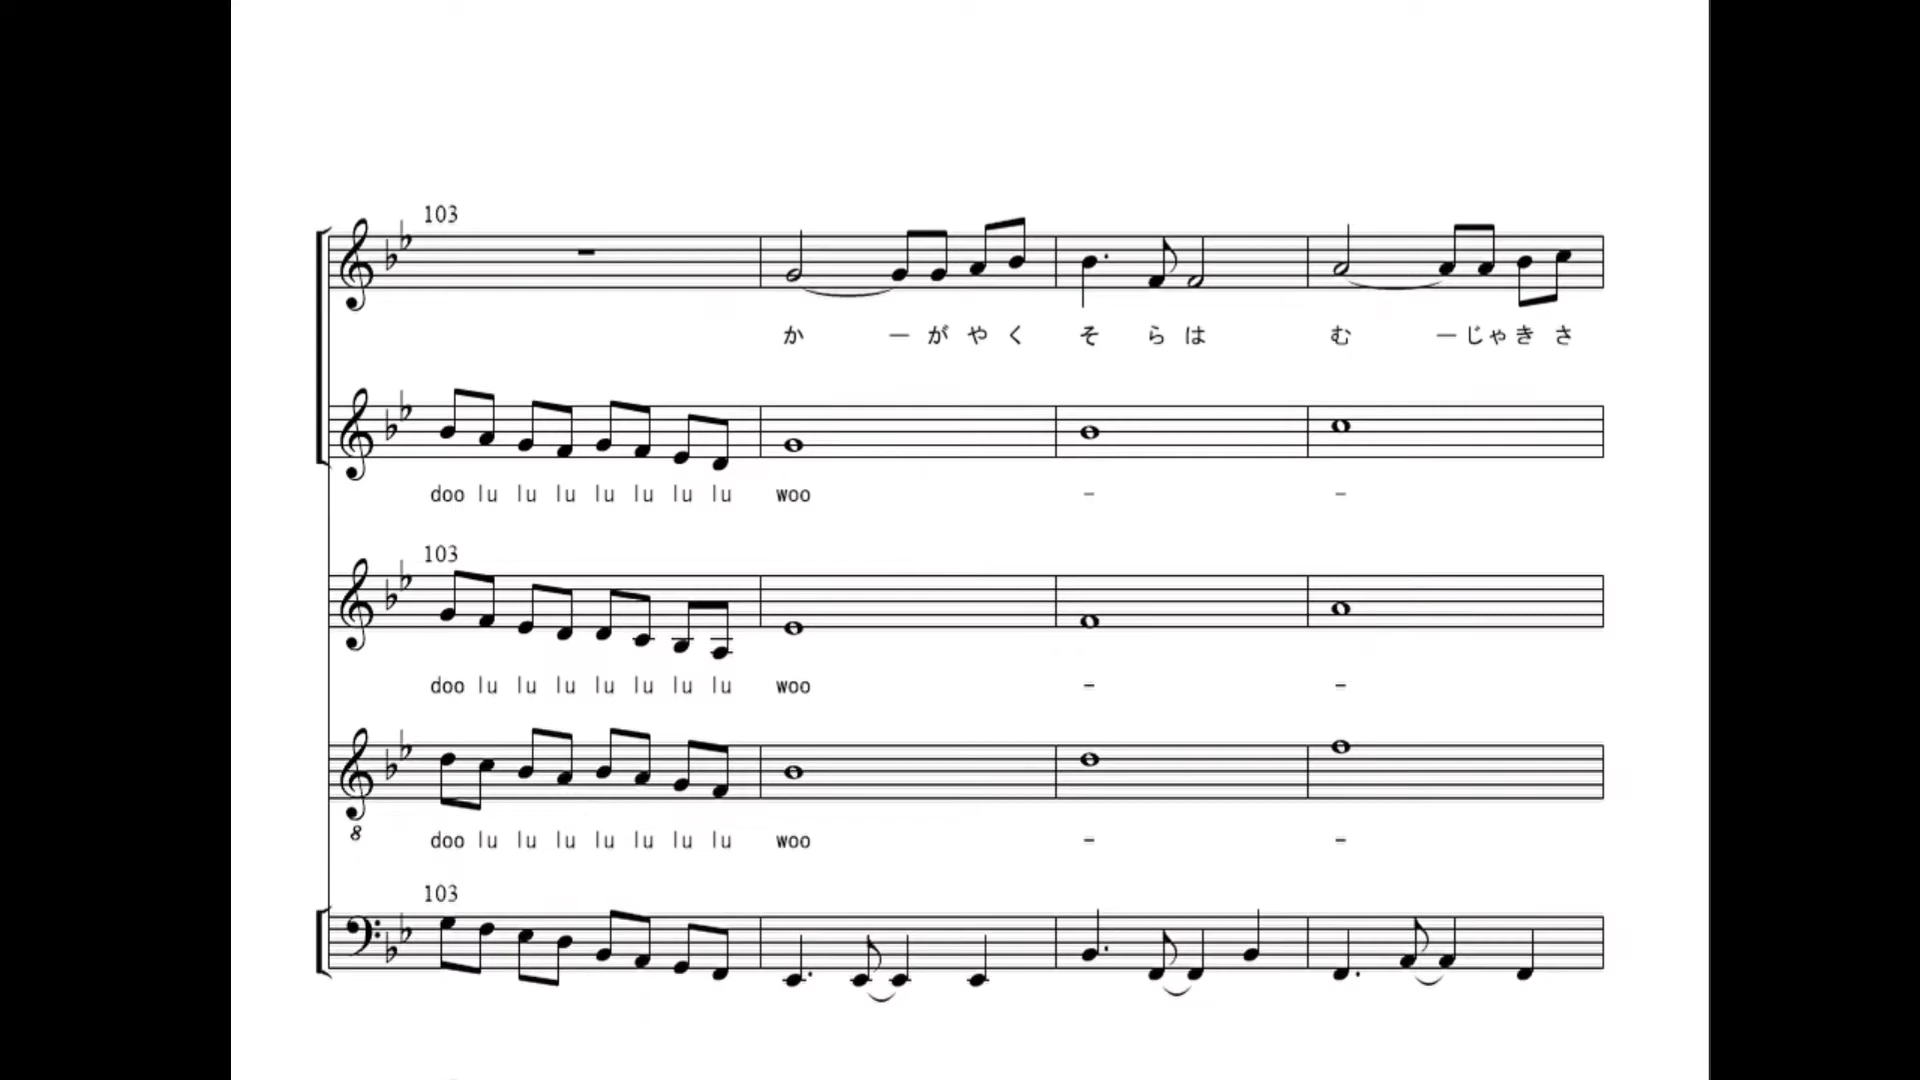 103
か ー が や く そ ら は む ー じゃ き さ
doo lu lu lu lu lu lu lu woo - -
103
doo lu lu lu lu lu lu lu woo - -
8
doo lu lu lu lu lu lu lu woo - -
103